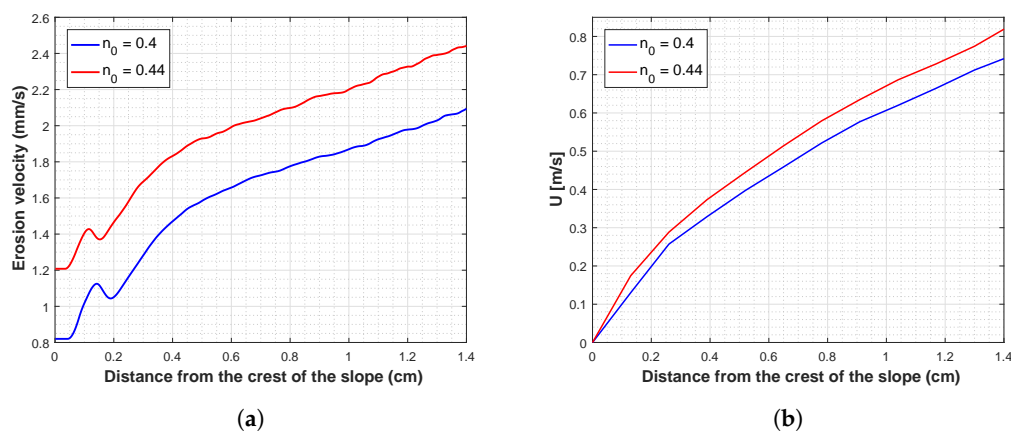 2.6
2.4
2.2
2
1.8
1.6
1.4
1.2
1
0.8
Erosion velocity (mm/s)
n0 = 0.4
n0 = 0.44
0 0.2 0.4 0.6 0.8 1 1.2 1.4
Distance from the crest of the slope (cm)
(a)
0.8
0.7
0.6
0.5
0.4
0.3
0.2
0.1
0
U [m/s]
n0 = 0.4
n0 = 0.44
0 0.2 0.4 0.6 0.8 1 1.2 1.4
Distance from the crest of the slope (cm)
(b)